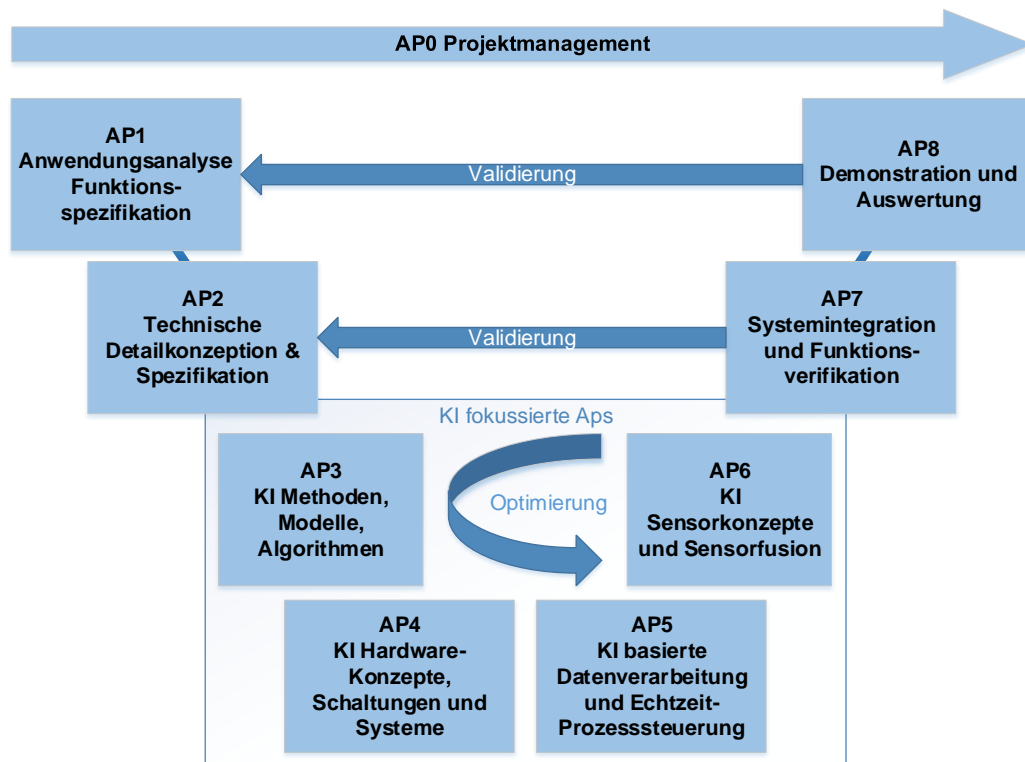 AP0 Projektmanagement
AP1
Anwendungsanalyse
Funktions-
spezifikation
Validierung
AP8
Demonstration und
Auswertung
AP2
Technische
Detailkonzeption &
Spezifikation
Validierung
AP7
Systemintegration
und Funktions-
verifikation
KI fokussierte Aps
AP3
KI Methoden,
Modelle,
Algorithmen
Optimierung
AP6
KI
Sensorkonzepte
und Sensorfusion
AP4
KI Hardware-
Konzepte,
Schaltungen und
Systeme
AP5
KI basierte
Datenverarbeitung
und Echtzeit-
Prozesssteuerung